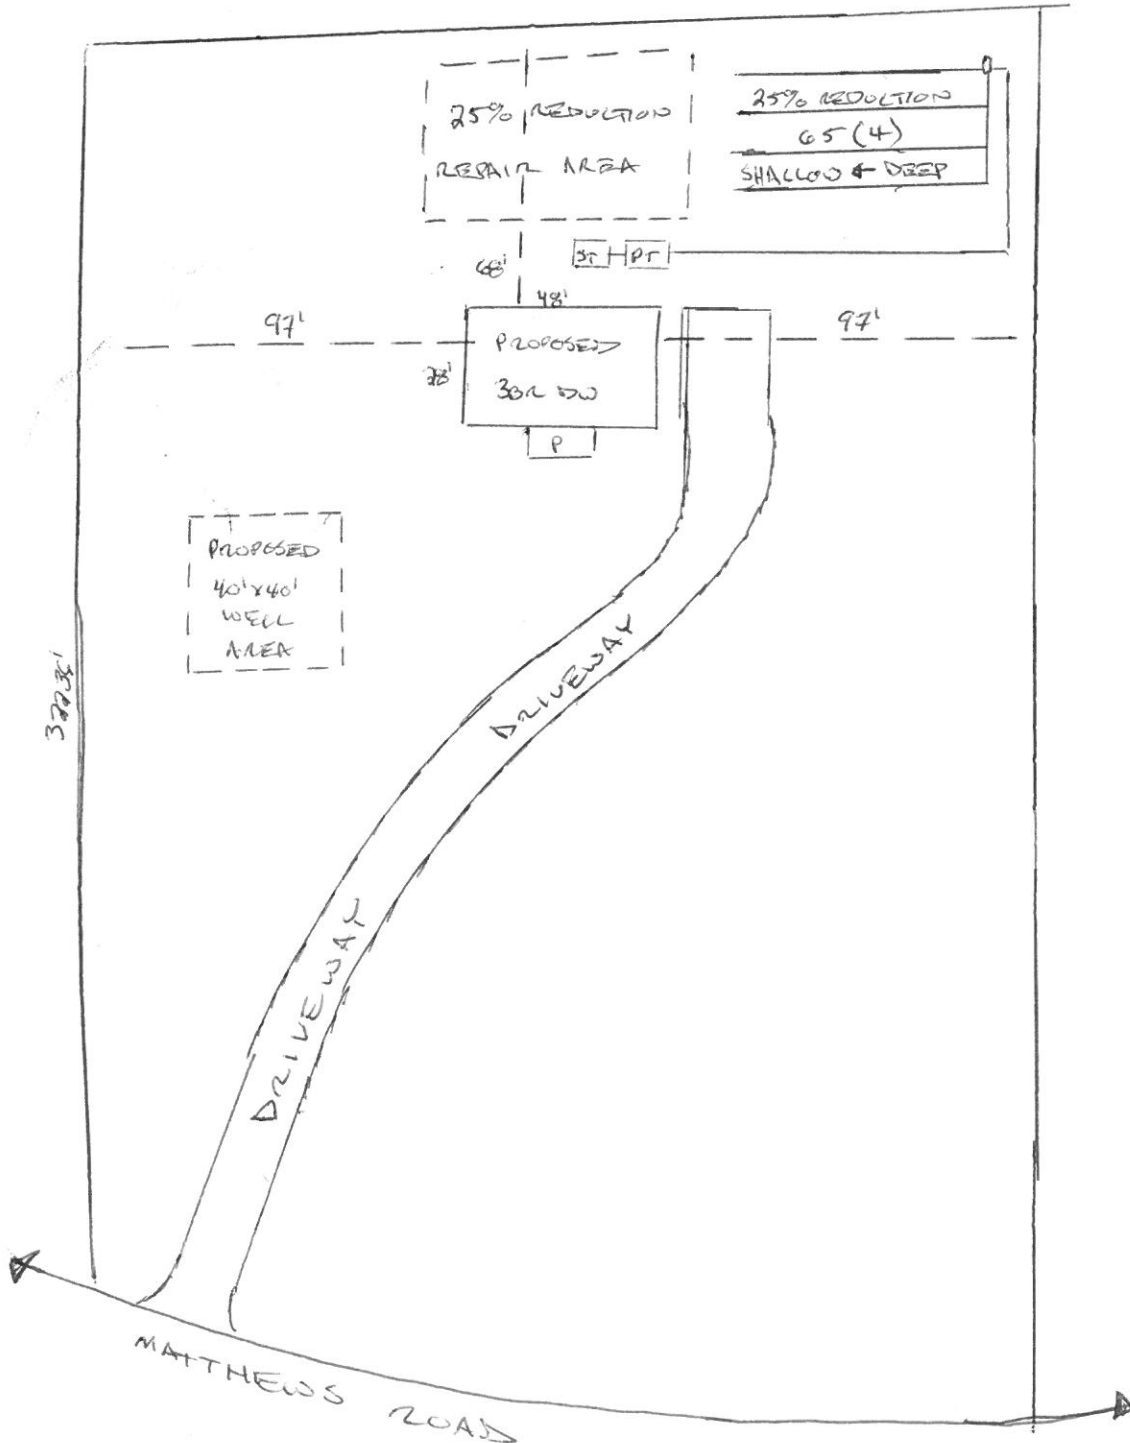 25% REDUCTION
REPAIR AREA
25% REDUCTION
65 (4)
SHALLOW ← DEEP
ST
PT
68'
48'
97'
97'
28'
PROPOSED
3BR DW
P
PROPOSED
40'x40'
WELL
AREA
DRIVEWAY
DRIVEWAY
MATTHEWS ROAD